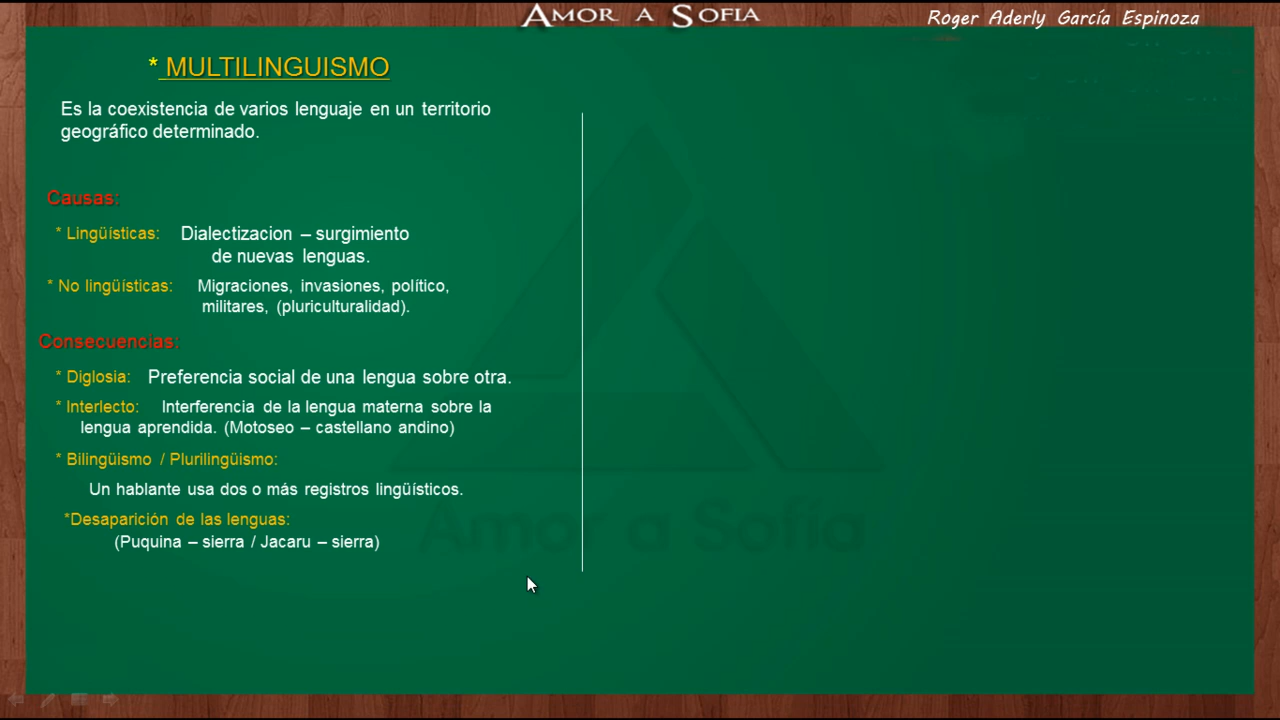 AMOR A SOFIA
Roger Aderly García Espinoza
* MULTILINGUISMO
Es la coexistencia de varios lenguaje en un territorio
geográfico determinado.
Causas:
* Lingüísticas: Dialectizacion – surgimiento
de nuevas lenguas.
* No lingüísticas: Migraciones, invasiones, político,
militares, (pluriculturalidad).
Consecuencias:
* Diglosia: Preferencia social de una lengua sobre otra.
* Interlecto: Interferencia de la lengua materna sobre la
lengua aprendida. (Motoseo – castellano andino)
* Bilingüismo / Plurilingüismo:
Un hablante usa dos o más registros lingüísticos.
*Desaparición de las lenguas:
(Puquina – sierra / Jacaru – sierra)
Amor a Sofía